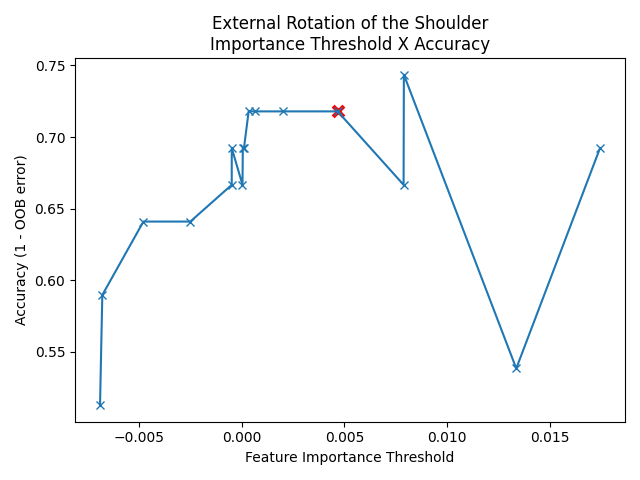 External Rotation of the Shoulder
Importance Threshold X Accuracy
0.75
0.70
0.65
0.60
0.55
Accuracy (1 - OOB error)
−0.005 0.000 0.005 0.010 0.015
Feature Importance Threshold